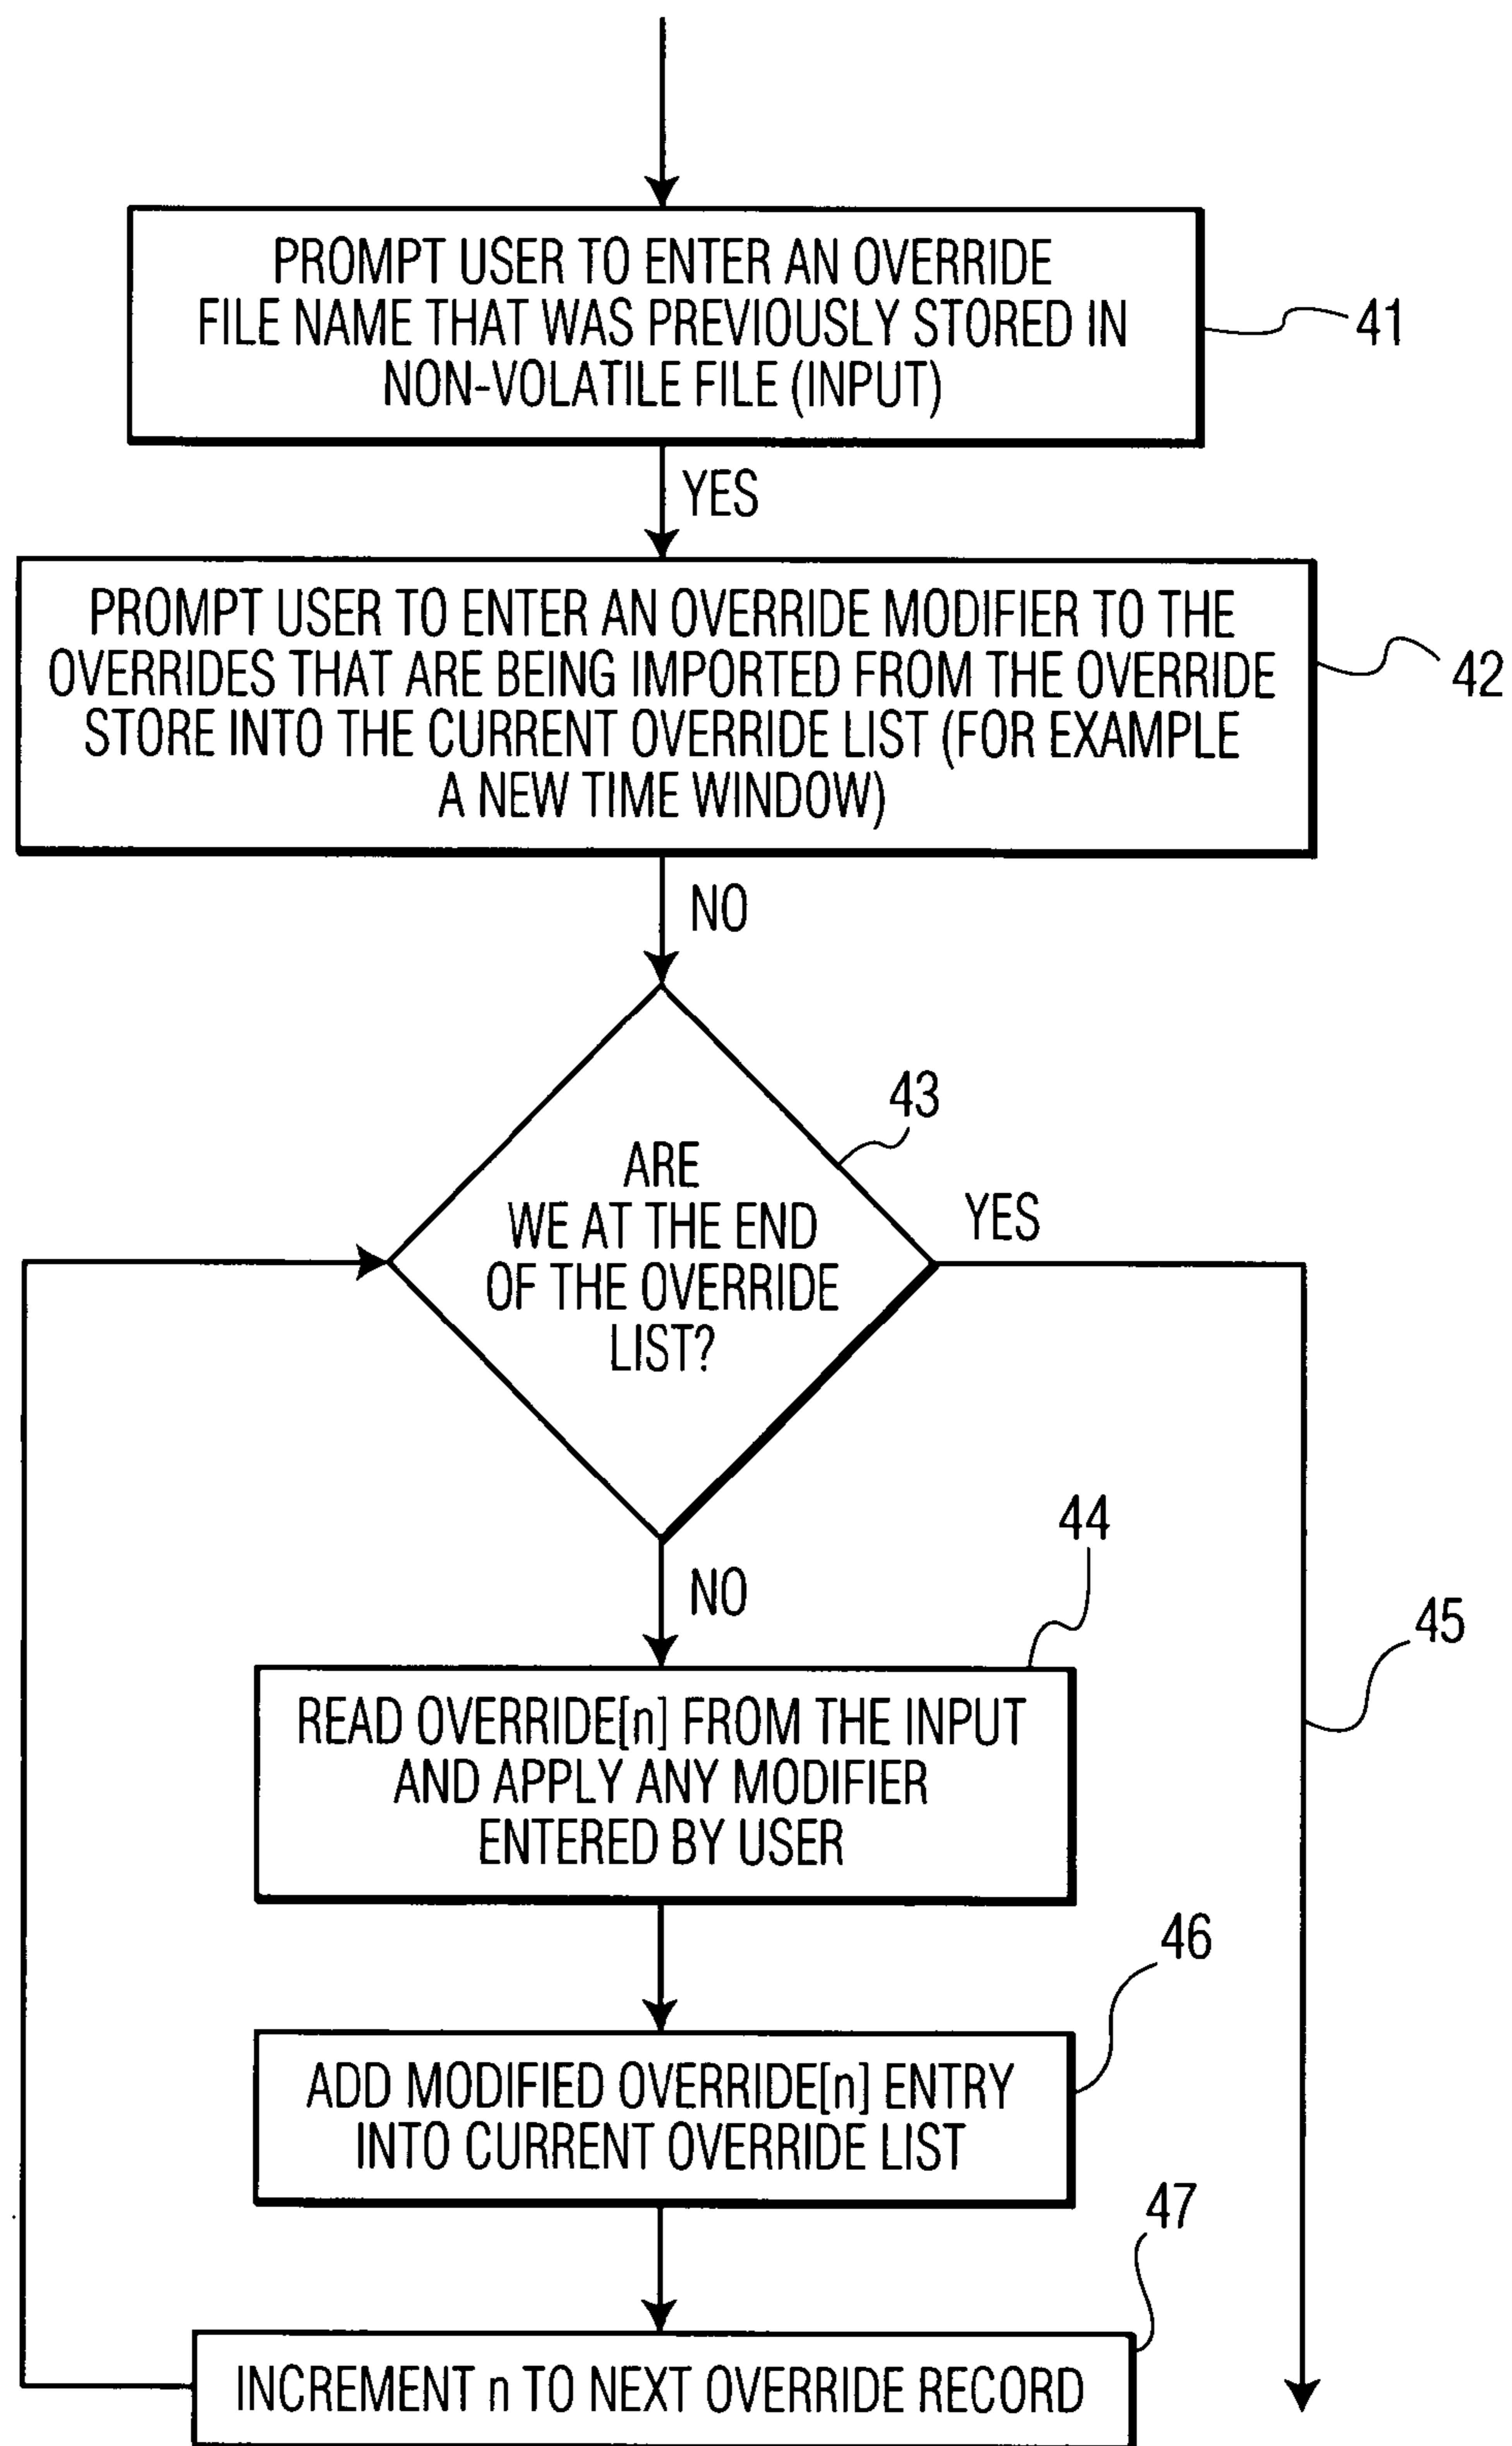 PROMPT USER TO ENTER AN OVERRIDE
FILE NAME THAT WAS PREVIOUSLY STORED IN
NON-VOLATILE FILE (INPUT)
41
YES
PROMPT USER TO ENTER AN OVERRIDE MODIFIER TO THE
OVERRIDES THAT ARE BEING IMPORTED FROM THE OVERRIDE
STORE INTO THE CURRENT OVERRIDE LIST (FOR EXAMPLE
A NEW TIME WINDOW)
42
NO
43
ARE
WE AT THE END
OF THE OVERRIDE
LIST?
YES
NO
44
45
READ OVERRIDE[n] FROM THE INPUT
AND APPLY ANY MODIFIER
ENTERED BY USER
46
ADD MODIFIED OVERRIDE[n] ENTRY
INTO CURRENT OVERRIDE LIST
47
INCREMENT n TO NEXT OVERRIDE RECORD